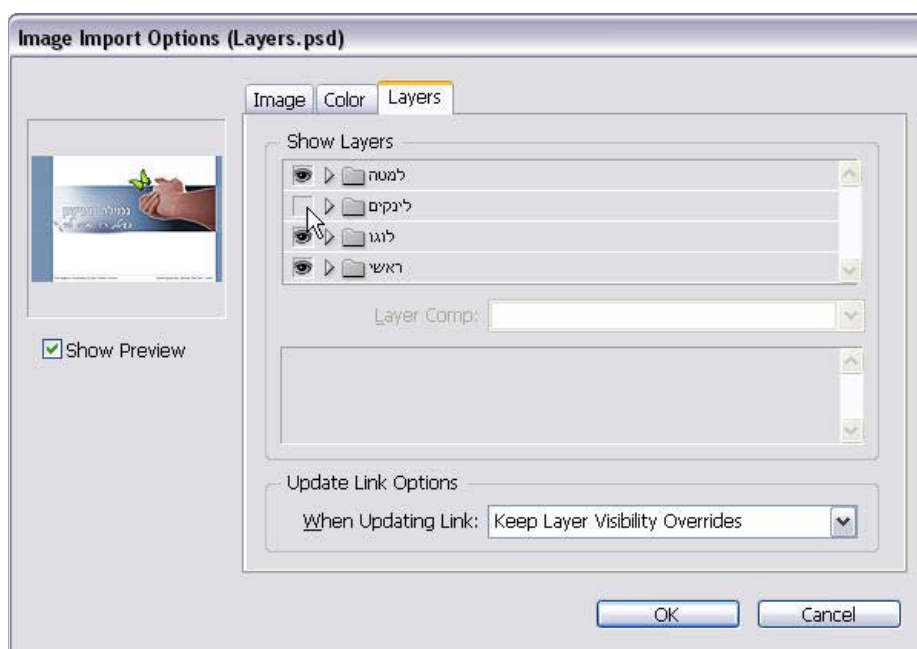 Image Import Options (Layers.psd)
Image
Color
Layers
Show Layers
למטה
לינקים
לוגו
ראשי
Layer Comp:
Show Preview
Update Link Options
When Updating Link:
Keep Layer Visibility Overrides
OK
Cancel